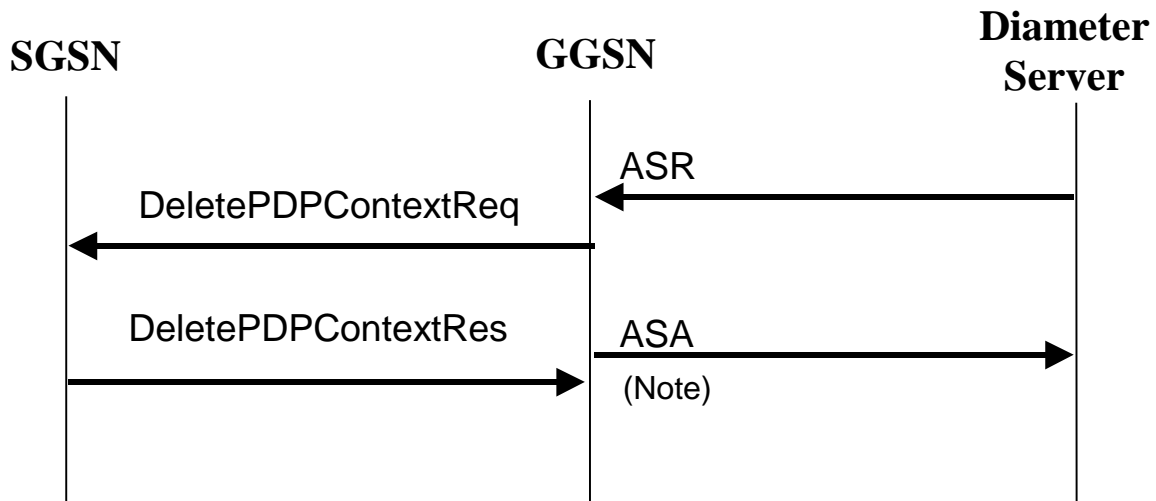 SGSN
GGSN
Diameter
Server
ASR
DeletePDPContextReq
DeletePDPContextRes
ASA
(Note)